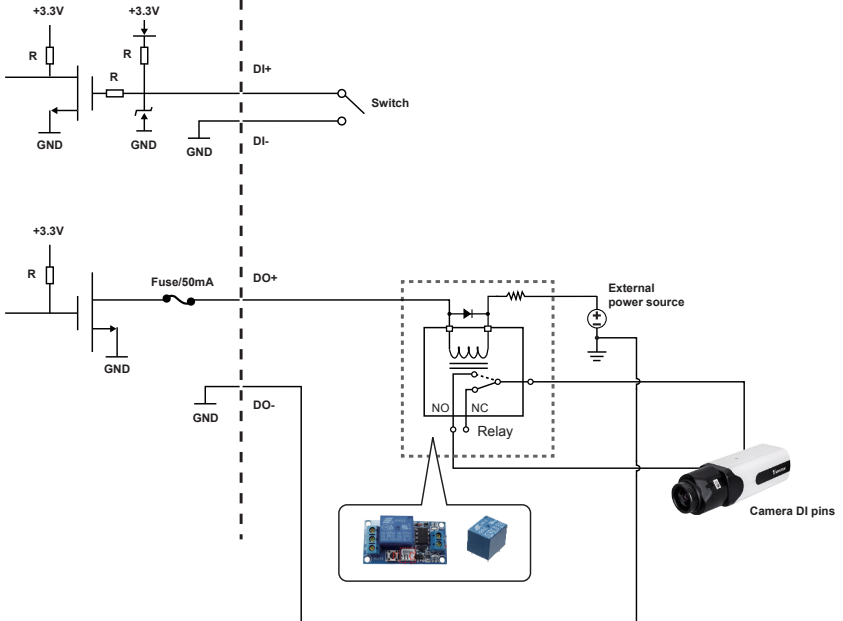 +3.3V
+3.3V
R
R
R
DI+
Switch
GND
GND
GND
DI-
+3.3V
R
Fuse/50mA
DO+
External
power source
GND
GND
DO-
NO
NC
Relay
Camera DI pins